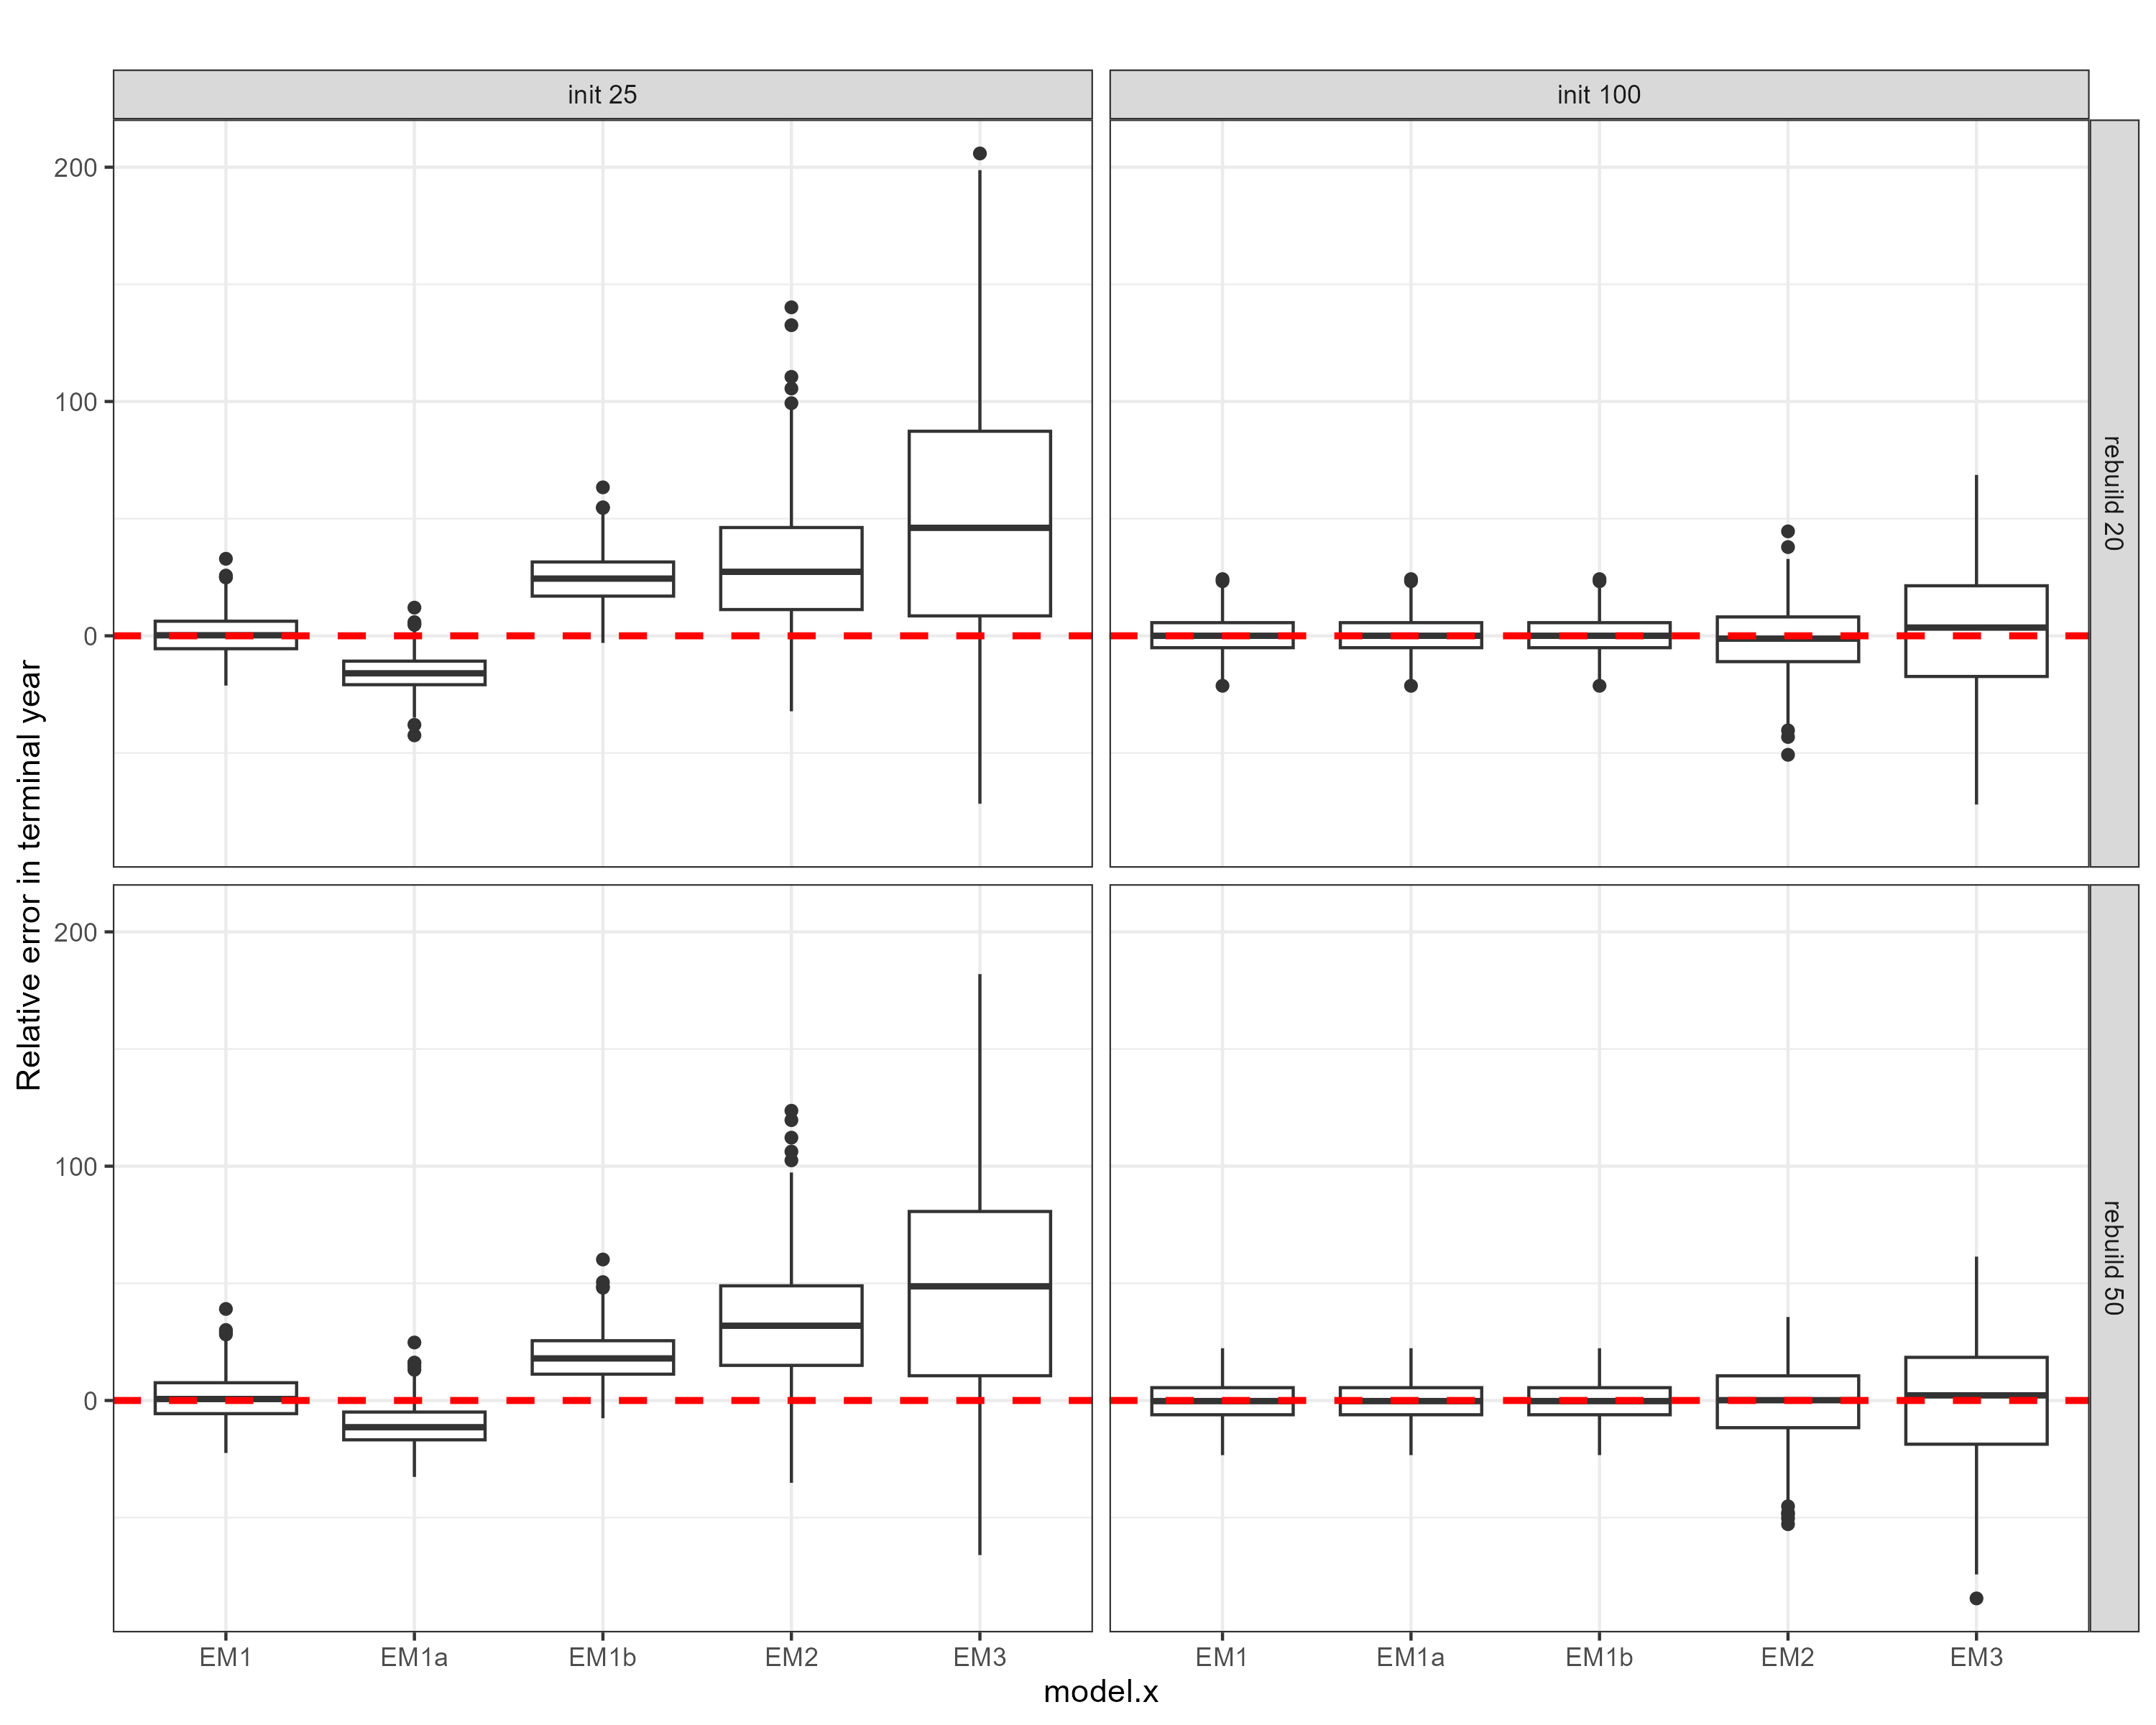 init 25
init 100
200
100
0
rebuild 20
Relative error in terminal year
200
100
0
rebuild 50
EM1 EM1a EM1b EM2 EM3 EM1 EM1a EM1b EM2 EM3
model.x